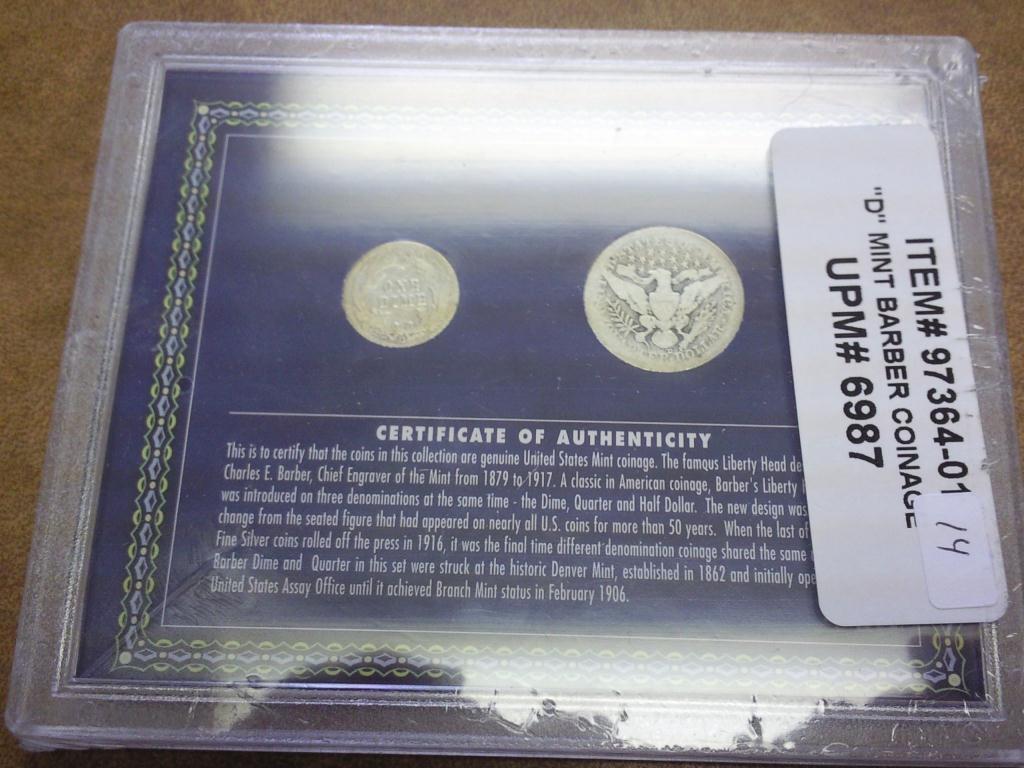 ONE
DIME
CERTIFICATE OF AUTHENTICITY
This is to certify that the coins in this collection are genuine United States Mint coinage. The famous Liberty Head de
Charles E. Barber, Chief Engraver of the Mint from 1879 to 1917. A classic in American coinage, Barber's Liberty
was introduced on three denominations at the same time - the Dime, Quarter and Half Dollar. The new design was
change from the seated figure that had appeared on nearly all U.S. coins for more than 50 years. When the last of
Fine Silver coins rolled off the press in 1916, it was the final time different denomination coinage shared the same
Barber Dime and Quarter in this set were struck at the historic Denver Mint, established in 1862 and initially ope
United States Assay Office until it achieved Branch Mint status in February 1906.
ITEM# 97364-01
"D" MINT BARBER COINAGE
UPM# 6987
14